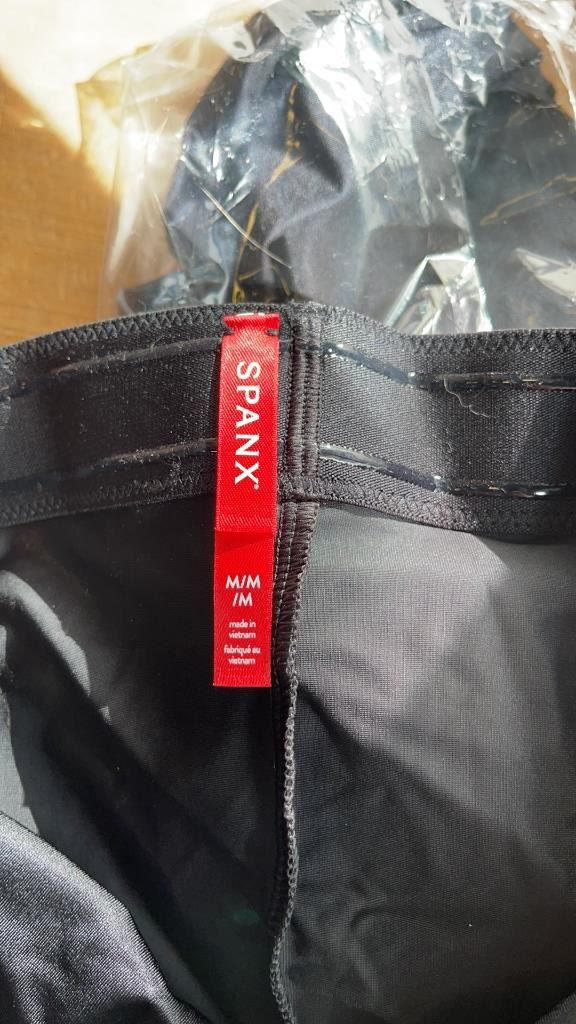 SPANX®
M/M
/M
made in
vietnam
fabriqué au
vietnam